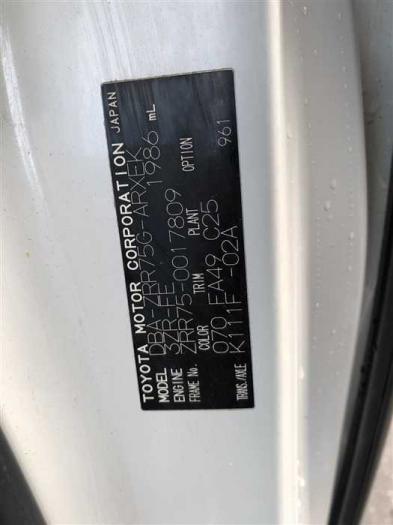 TOYOTA MOTOR CORPORATION JAPAN
MODEL DBA-ZRR75G-ARXEK
ENGINE 3ZR-FE 1986 mL
FRAME No. ZRR75-0017809
COLOR TRIM PLANT OPTION
070 FA49 C25 961
TRANS./AXLE K111F -02A